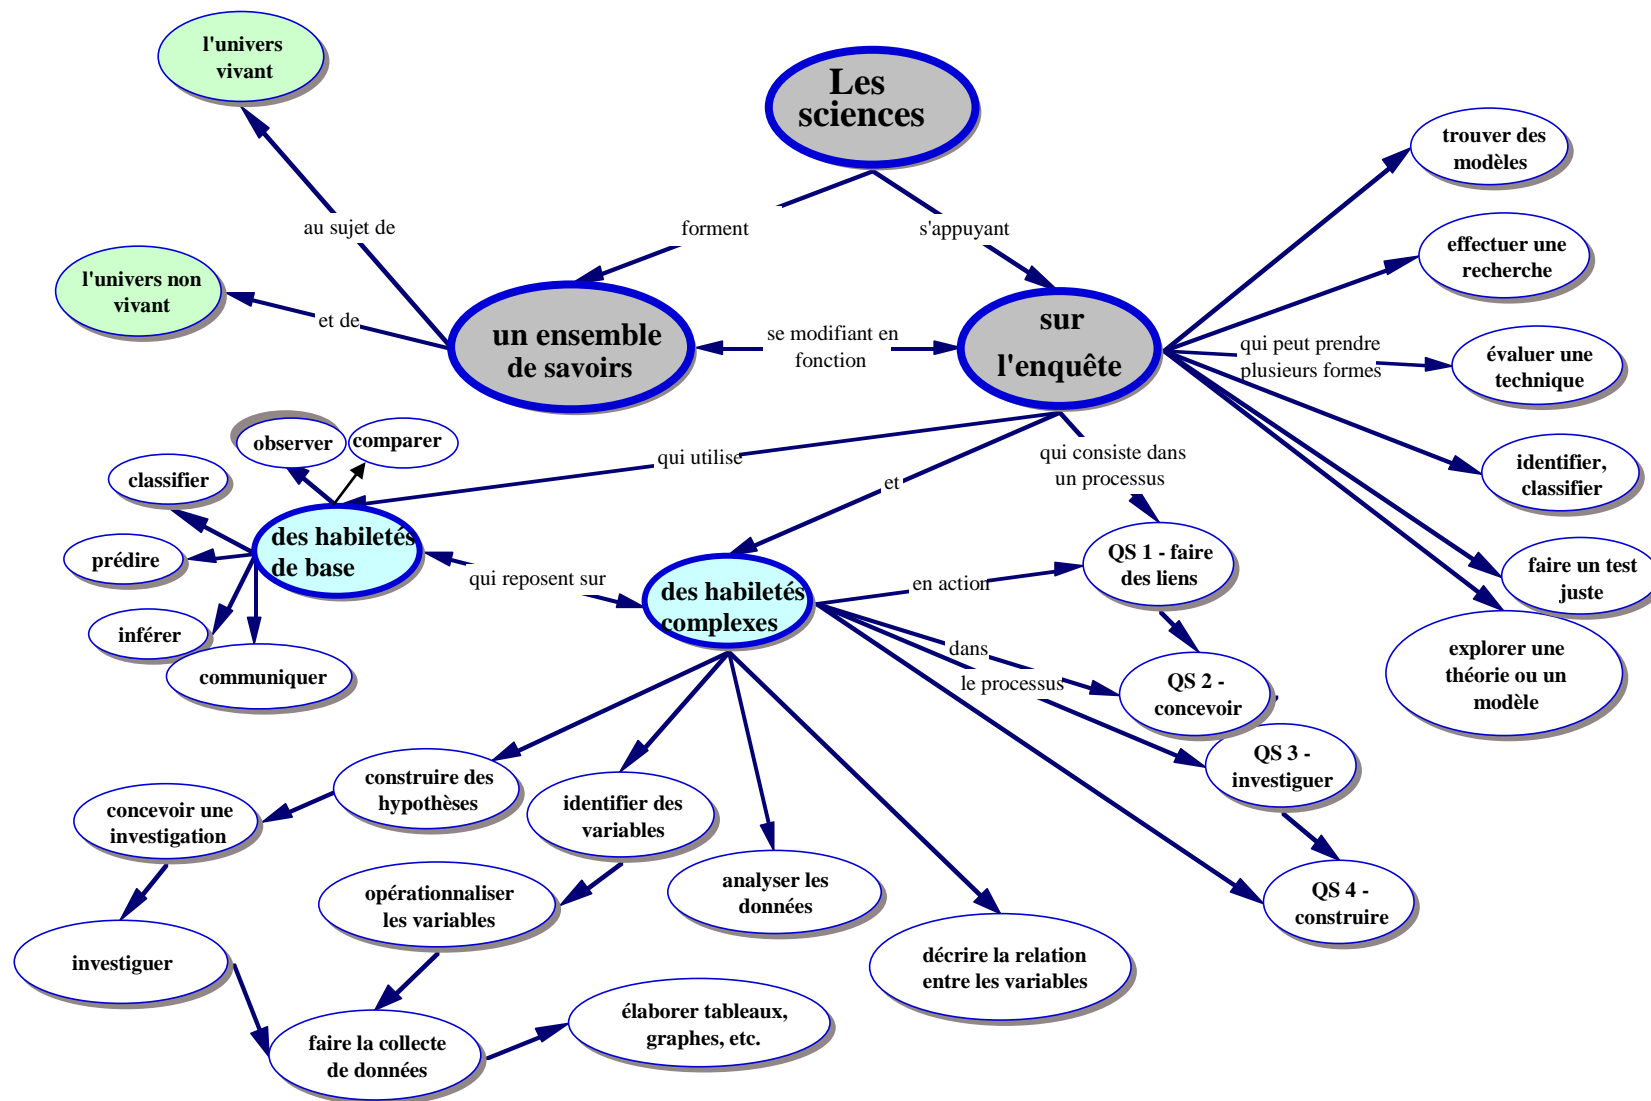 l'univers
vivant
Les
sciences
trouver des
modèles
au sujet de
forment
s'appuyant
effectuer une
recherche
l'univers non
vivant
et de
un ensemble
de savoirs
se modifiant en
fonction
sur
l'enquête
qui peut prendre
plusieurs formes
évaluer une
technique
observer
comparer
classifier
qui utilise
et
qui consiste dans
un processus
identifier,
classifier
prédire
des habiletés
de base
qui reposent sur
des habiletés
complexes
en action
QS 1 - faire
des liens
faire un test
juste
inférer
communiquer
dans
le processus
QS 2 -
concevoir
explorer une
théorie ou un
modèle
QS 3 -
investiguer
construire des
hypothèses
concevoir une
investigation
identifier des
variables
opérationnaliser
les variables
analyser les
données
QS 4 -
construire
investiguer
décrire la relation
entre les variables
faire la collecte
de données
élaborer tableaux,
graphes, etc.